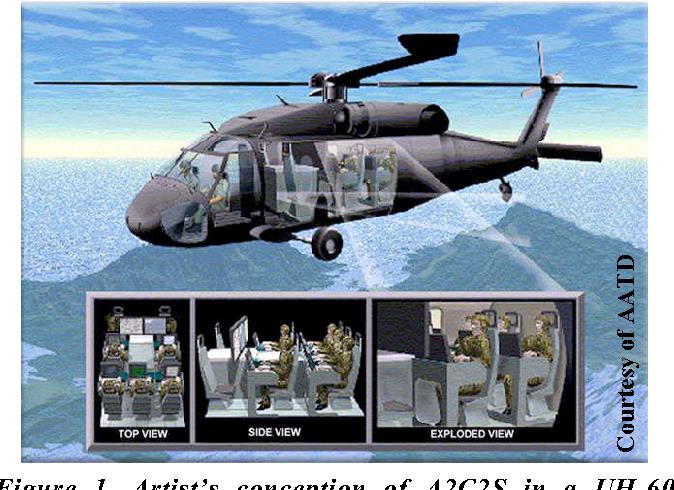 Courtesy of AATD
TOP VIEW
SIDE VIEW
EXPLODED VIEW
Figure 1. Artist's conception of A2C2S in a UH-60